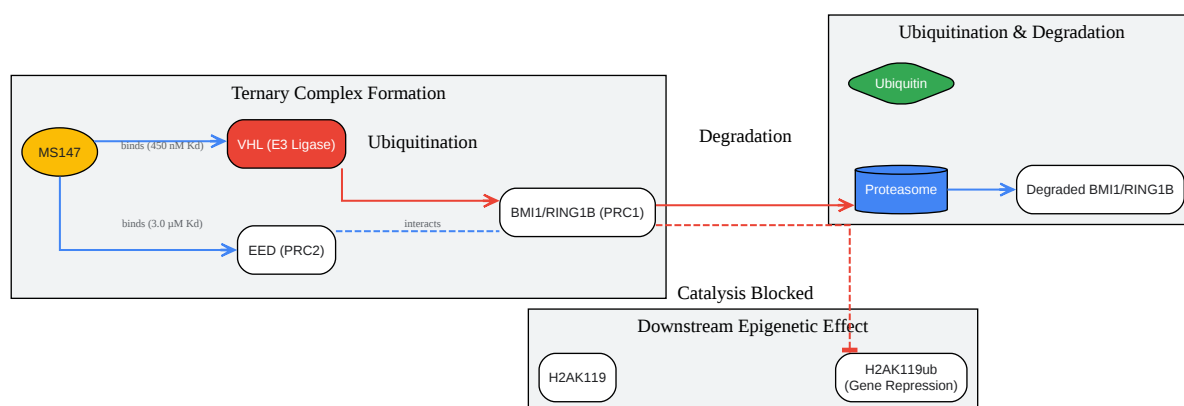 Ubiquitination & Degradation
Ubiquitin
Ternary Complex Formation
MS147
binds (450 nM Kd)
VHL (E3 Ligase)
Ubiquitination
Degradation
Proteasome
Degraded BMI1/RING1B
BMI1/RING1B (PRC1)
binds (3.0 µM Kd)
interacts
EED (PRC2)
Catalysis Blocked
Downstream Epigenetic Effect
H2AK119
H2AK119ub
(Gene Repression)